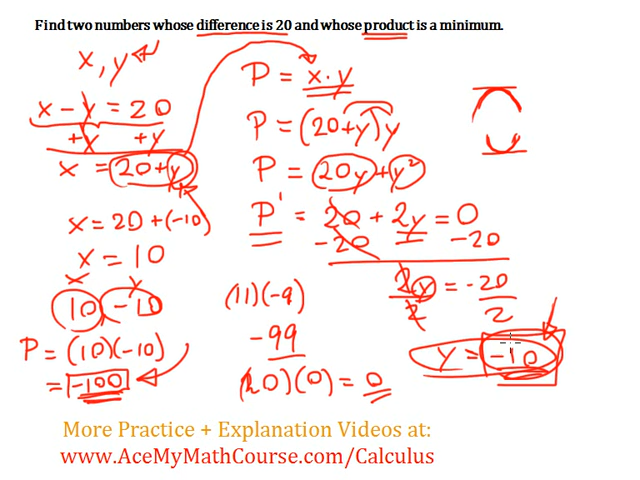 Find two numbers whose difference is 20 and whose product is a minimum.
x, y
x - y = 20
+y +y
x = 20+y
x = 20 + (-10)
x = 10
x y
10, -10
P = (10)(-10)
= -100
P = x · y
P = (20+y)y
P = 20y + y²
P' = 20 + 2y = 0
-20 -20
2y = -20
2 2
y = -10
(11)(-9)
-99
(20)(0) = 0
More Practice + Explanation Videos at:
www.AceMyMathCourse.com/Calculus